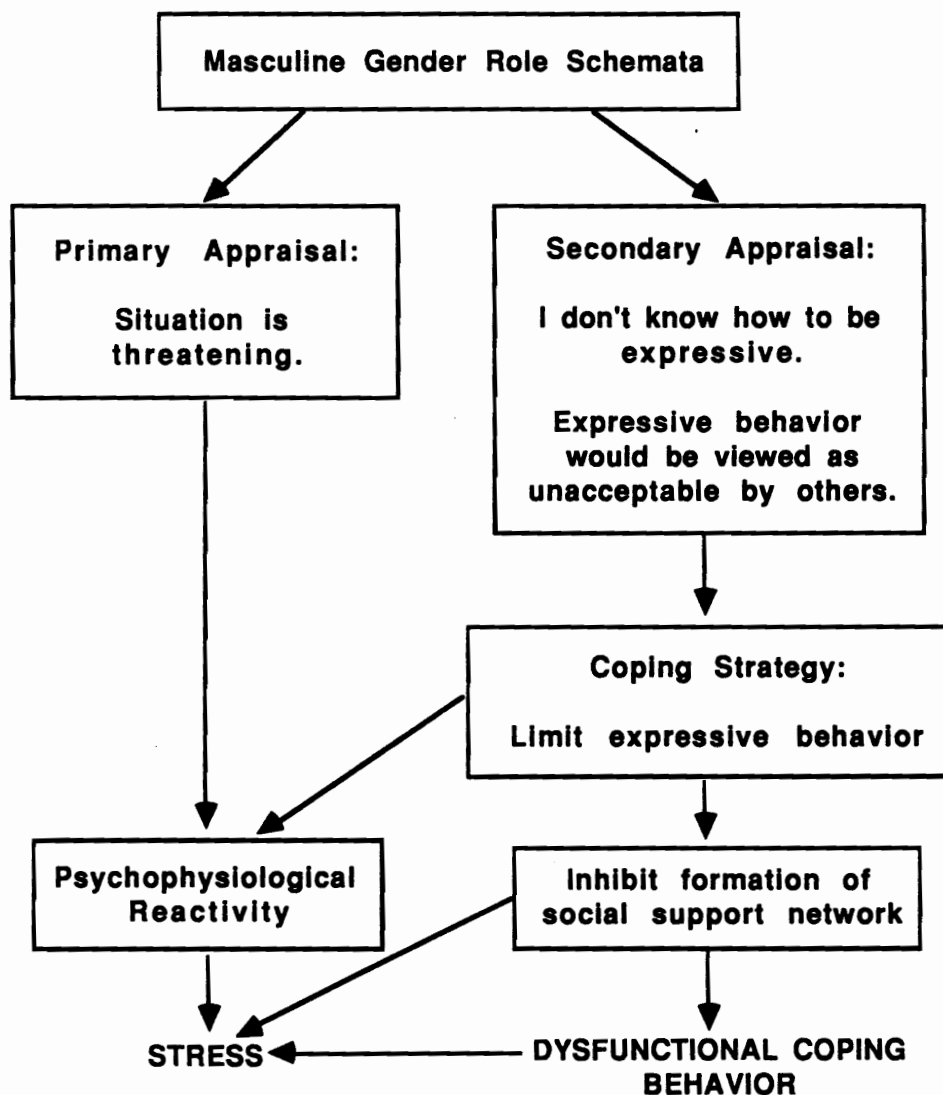 Masculine Gender Role Schemata
Primary Appraisal:
Situation is
threatening.
Secondary Appraisal:
I don't know how to be
expressive.
Expressive behavior
would be viewed as
unacceptable by others.
Coping Strategy:
Limit expressive behavior
Psychophysiological
Reactivity
Inhibit formation of
social support network
STRESS
DYSFUNCTIONAL COPING
BEHAVIOR